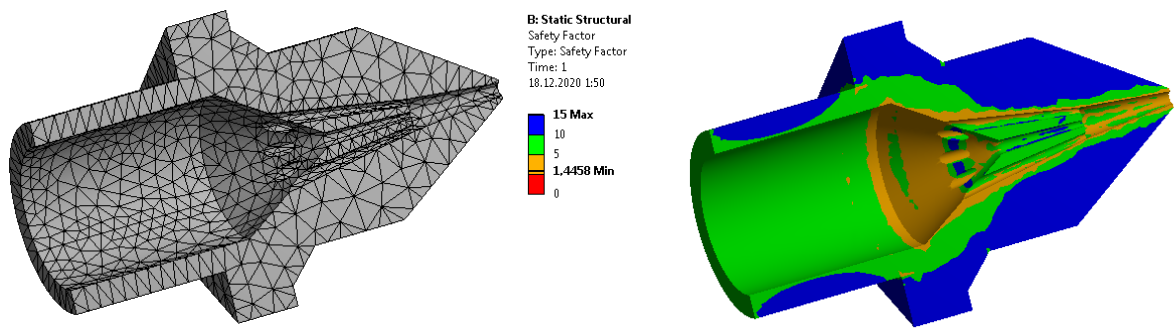 B: Static Structural
Safety Factor
Type: Safety Factor
Time: 1
18.12.2020 1:50
15 Max
10
5
1,4458 Min
0